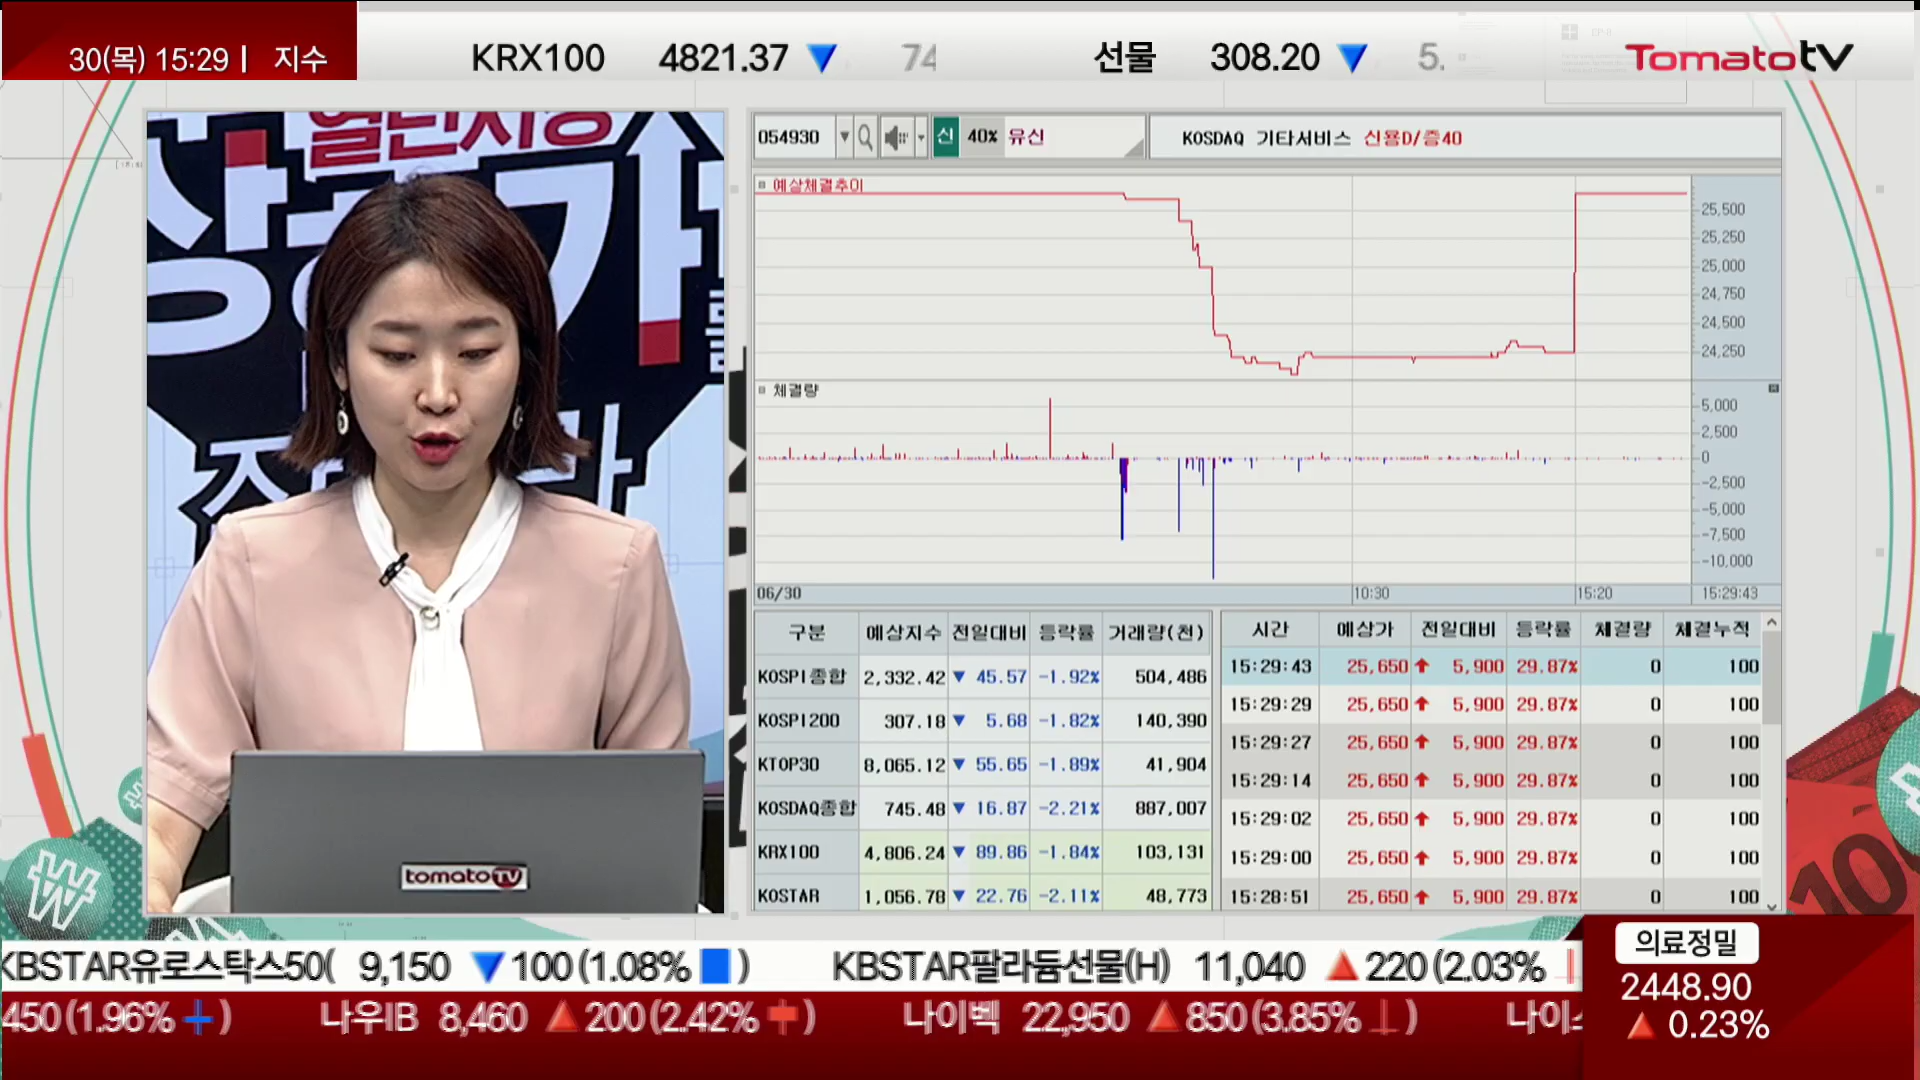 30(목) 15:29 | 지수 KRX100 4821.37 ▼ 74 선물 308.20 ▼ 5. Tomato tv
열린시장
054930 신 40% 유신 KOSDAQ 기타서비스 신용D/증40
예상체결추이
25,500
25,250
25,000
24,750
24,500
24,250
체결량
5,000
2,500
0
-2,500
-5,000
-7,500
-10,000
06/30 10:30 15:20 15:29:43
구분 예상지수 전일대비 등락률 거래량(천)
KOSPI종합 2,332.42 ▼ 45.57 -1.92% 504,486
KOSPI200 307.18 ▼ 5.68 -1.82% 140,390
KTOP30 8,065.12 ▼ 55.65 -1.89% 41,904
KOSDAQ종합 745.48 ▼ 16.87 -2.21% 887,007
KRX100 4,806.24 ▼ 89.86 -1.84% 103,131
KOSTAR 1,056.78 ▼ 22.76 -2.11% 48,773
시간 예상가 전일대비 등락률 체결량 체결누적
15:29:43 25,650 ↑ 5,900 29.87% 0 100
15:29:29 25,650 ↑ 5,900 29.87% 0 100
15:29:27 25,650 ↑ 5,900 29.87% 0 100
15:29:14 25,650 ↑ 5,900 29.87% 0 100
15:29:02 25,650 ↑ 5,900 29.87% 0 100
15:29:00 25,650 ↑ 5,900 29.87% 0 100
15:28:51 25,650 ↑ 5,900 29.87% 0 100
tomato TV
KBSTAR유로스탁스50( 9,150 ▼ 100 (1.08% ) KBSTAR팔라듐선물(H) 11,040 ▲ 220 (2.03%
450 (1.96% ) 나우IB 8,460 ▲ 200 (2.42% ) 나이벡 22,950 ▲ 850 (3.85% ) 나이스
의료정밀
2448.90
▲ 0.23%
100